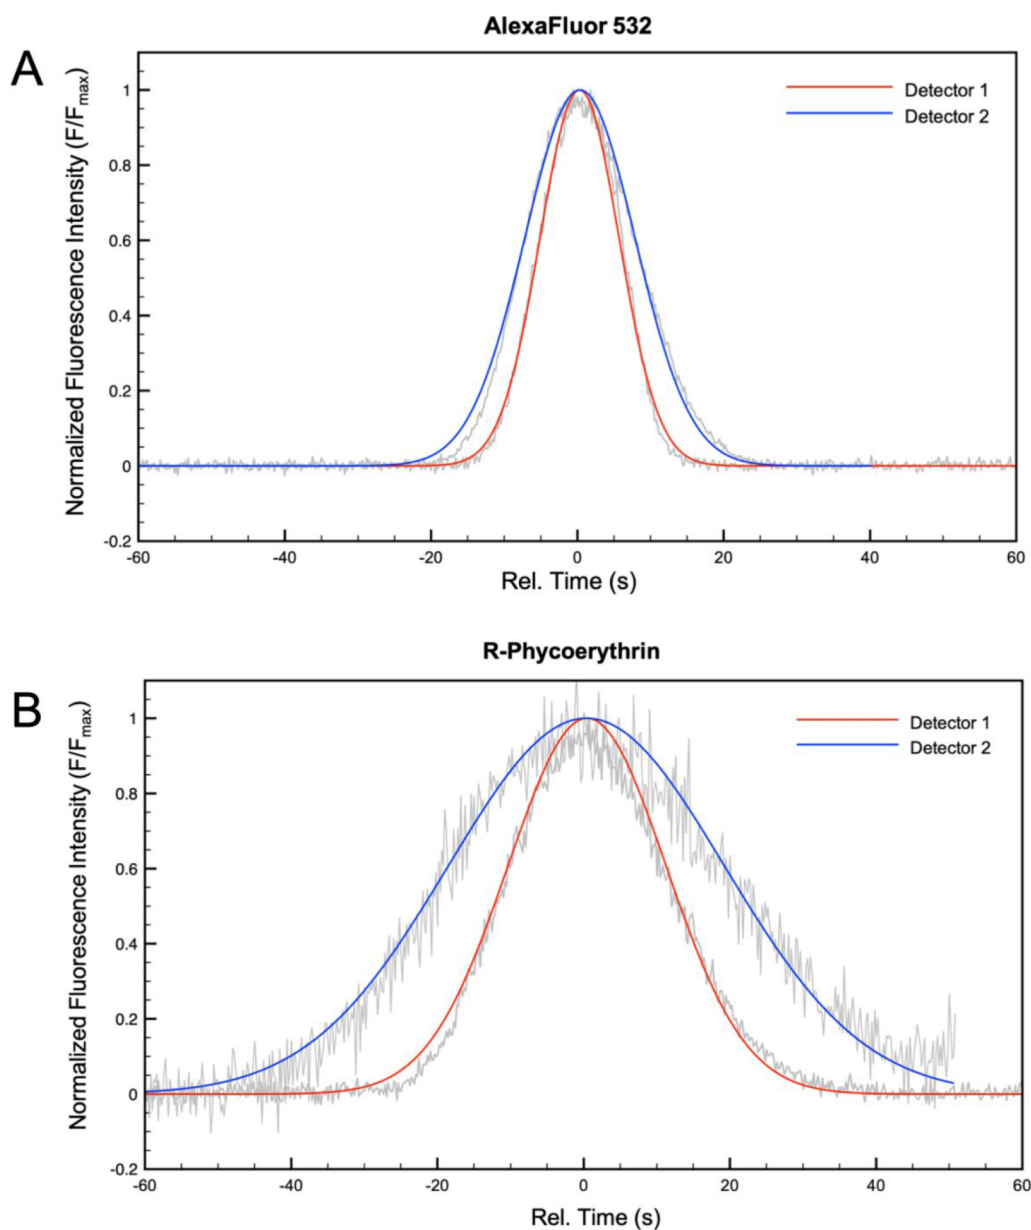 AlexaFluor 532
A
Normalized Fluorescence Intensity (F/Fmax)
1
0.8
0.6
0.4
0.2
0
-0.2
Detector 1
Detector 2
-60 -40 -20 0 20 40 60
Rel. Time (s)
R-Phycoerythrin
B
Normalized Fluorescence Intensity (F/Fmax)
1
0.8
0.6
0.4
0.2
0
-0.2
Detector 1
Detector 2
-60 -40 -20 0 20 40 60
Rel. Time (s)